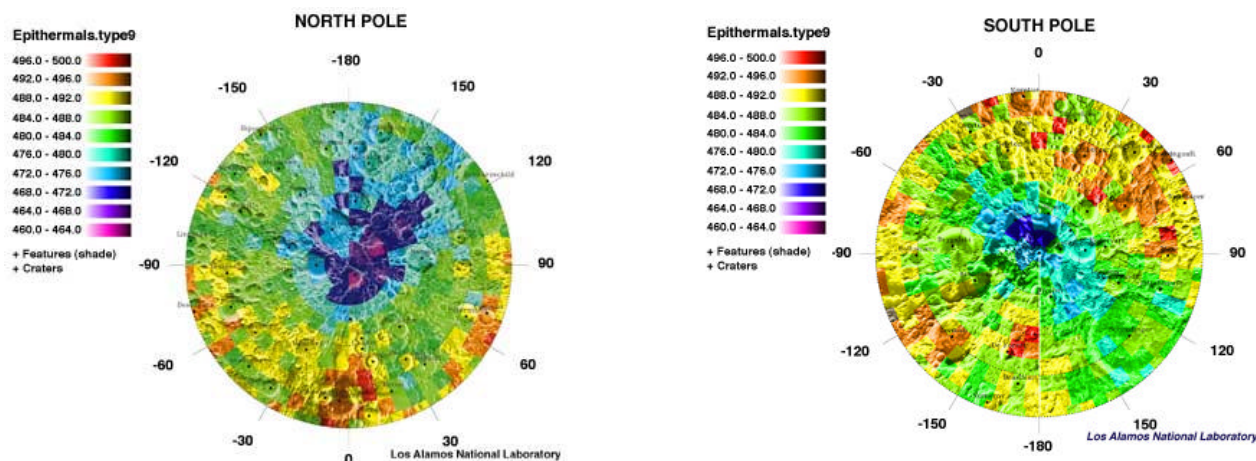 NORTH POLE
Epithermals.type9
496.0 - 500.0
492.0 - 496.0
488.0 - 492.0
484.0 - 488.0
480.0 - 484.0
476.0 - 480.0
472.0 - 476.0
468.0 - 472.0
464.0 - 468.0
460.0 - 464.0
+ Features (shade)
+ Craters
-180
-150
150
-120
120
-90
90
-60
60
-30
30
0
Los Alamos National Laboratory
SOUTH POLE
Epithermals.type9
496.0 - 500.0
492.0 - 496.0
488.0 - 492.0
484.0 - 488.0
480.0 - 484.0
476.0 - 480.0
472.0 - 476.0
468.0 - 472.0
464.0 - 468.0
460.0 - 464.0
+ Features (shade)
+ Craters
0
-30
30
-60
60
-90
90
-120
120
-150
150
-180
Los Alamos National Laboratory